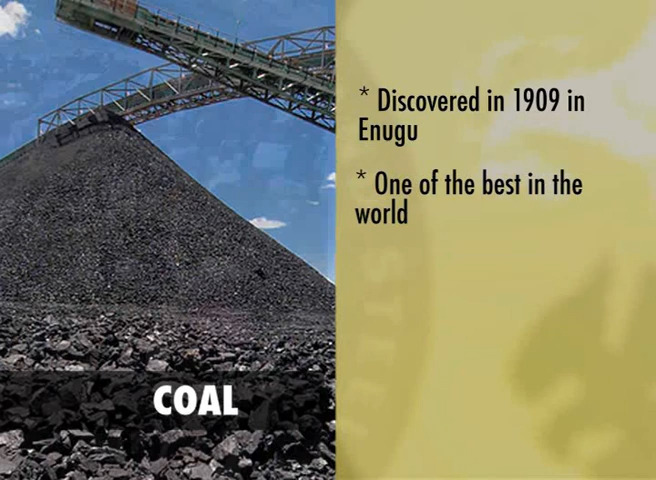 * Discovered in 1909 in
Enugu
* One of the best in the
world
COAL